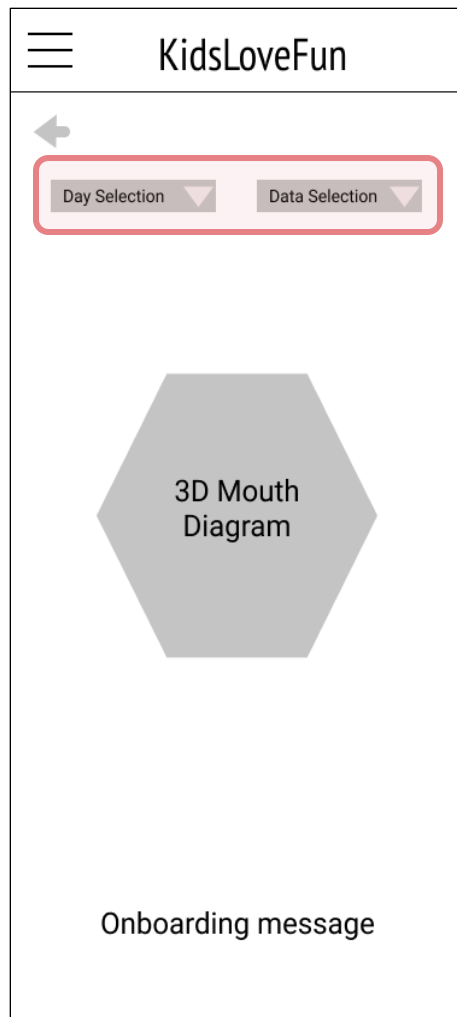 KidsLoveFun
Day Selection
Data Selection
3D Mouth
Diagram
Onboarding message